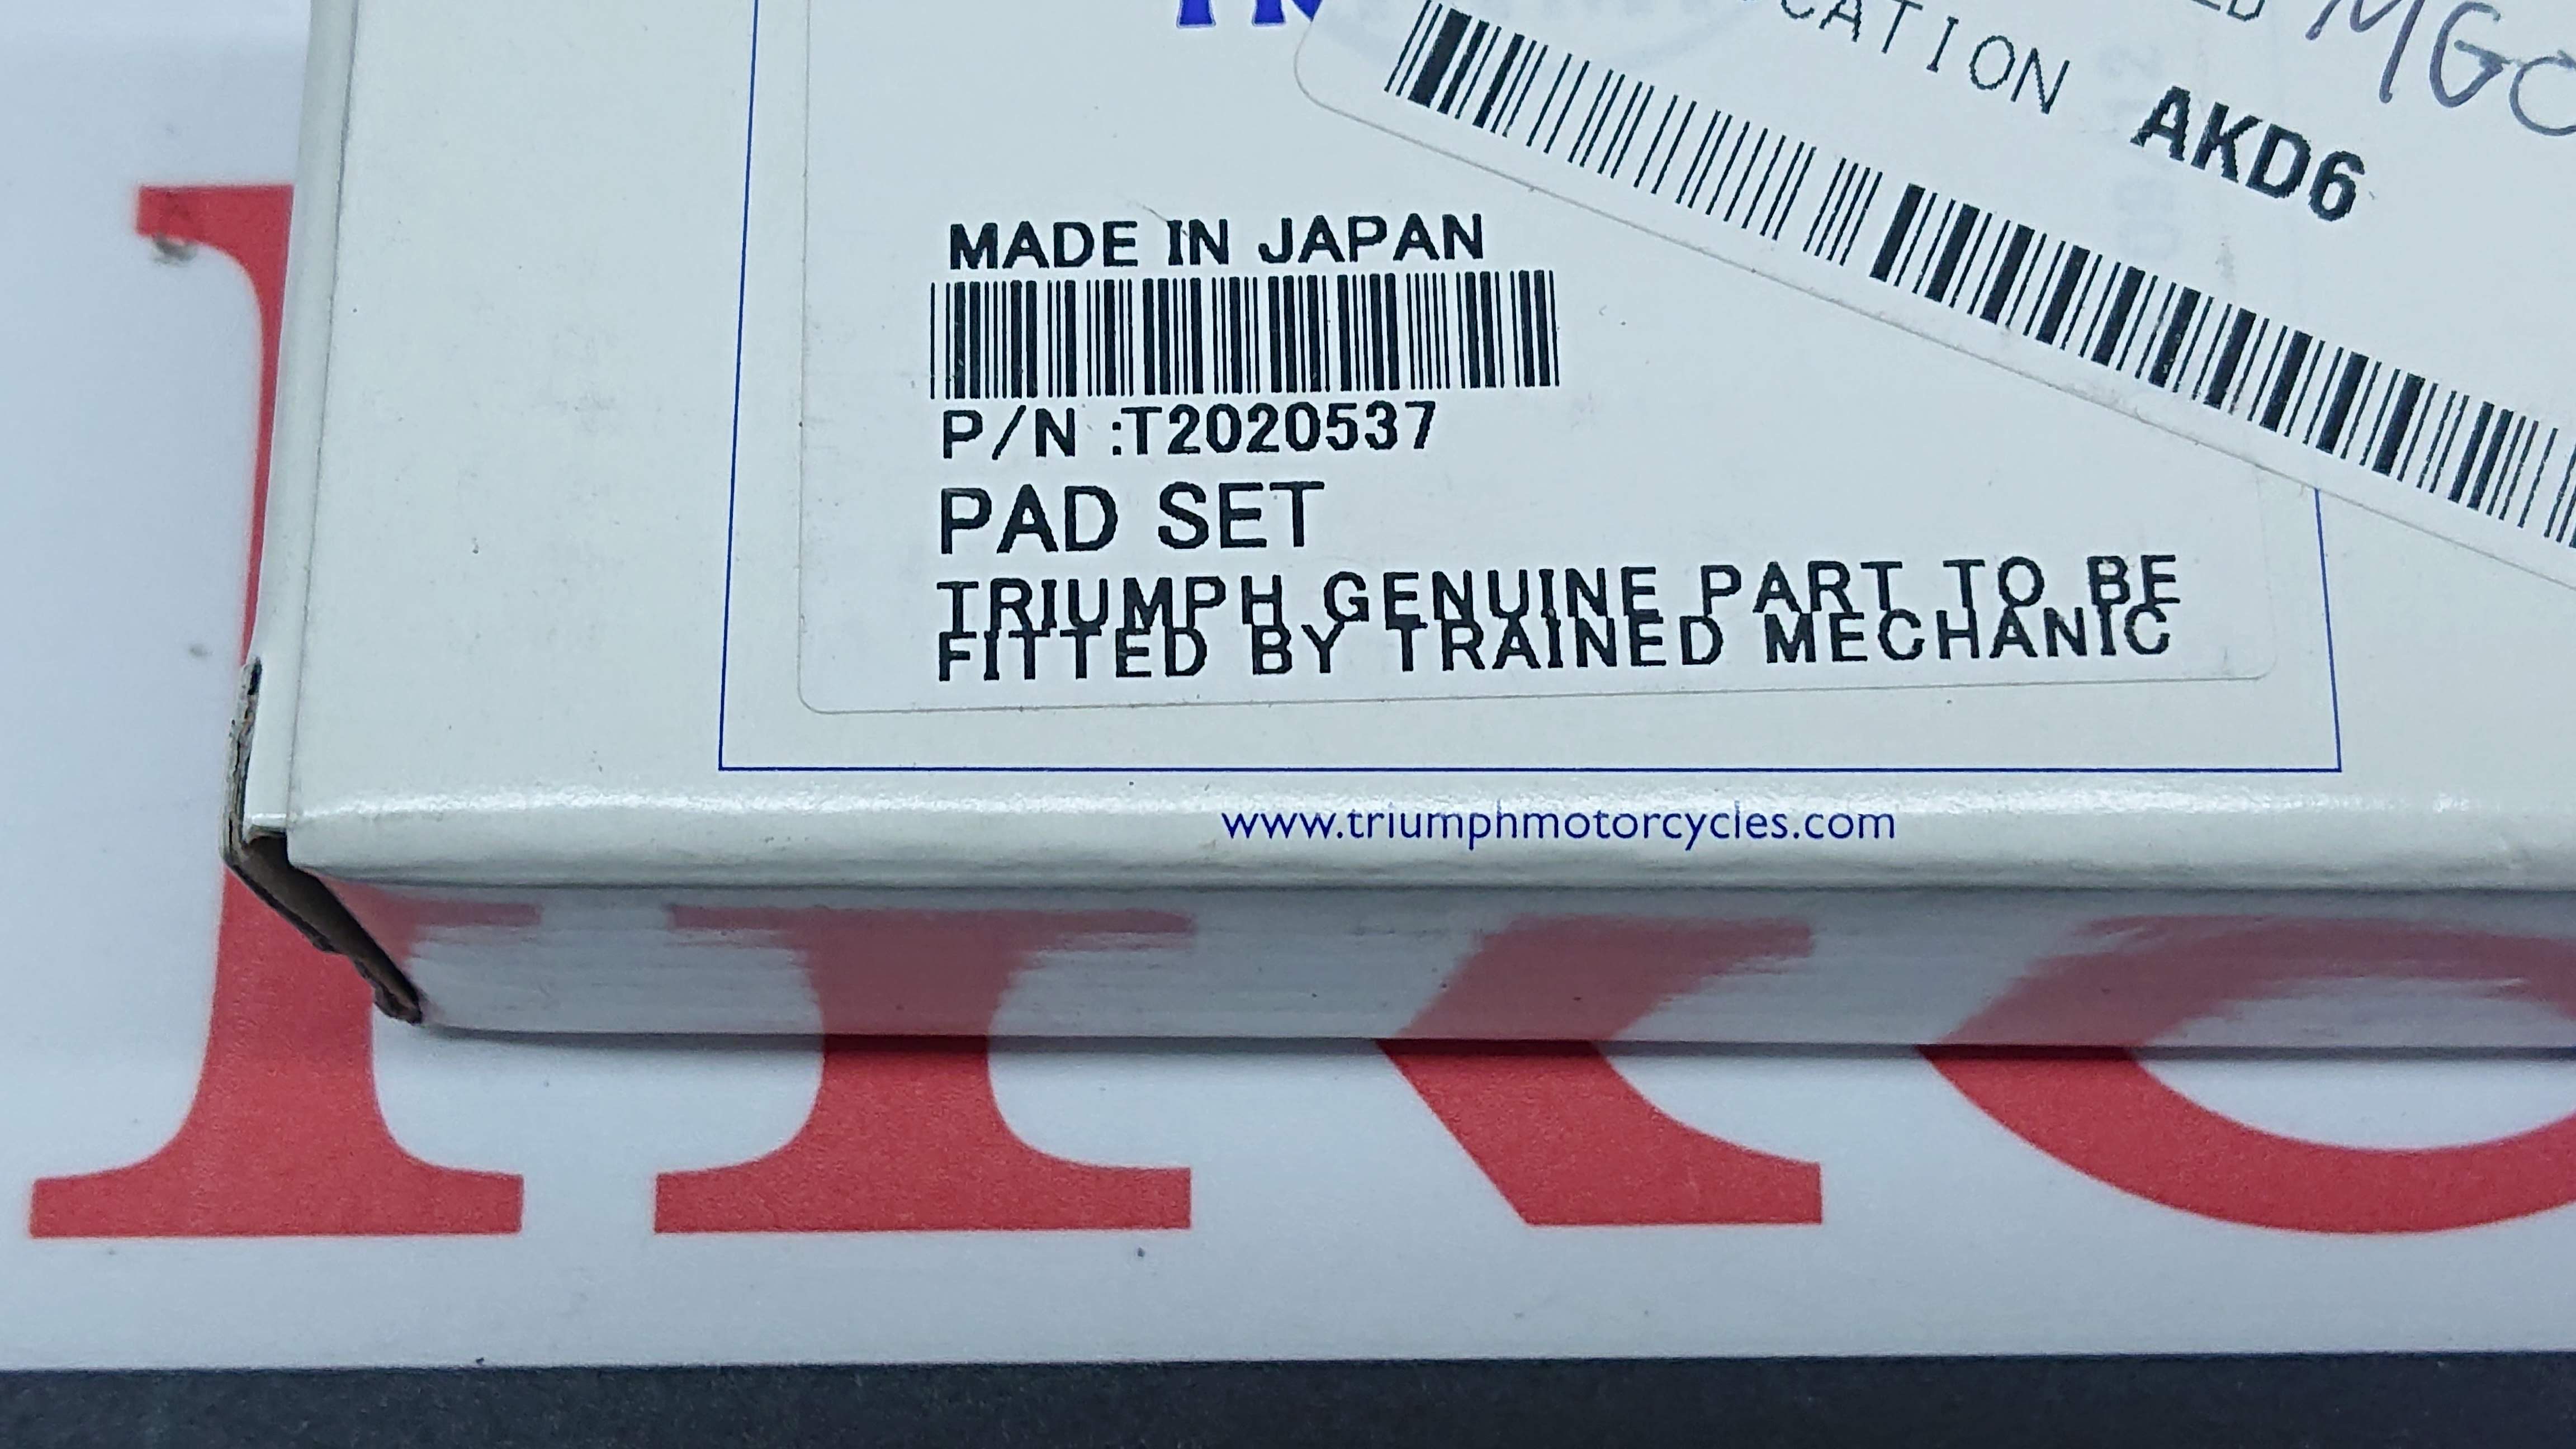 AKD6
MADE IN JAPAN
P/N :T2020537
PAD SET
TRIUMPH GENUINE PART TO BE
FITTED BY TRAINED MECHANIC
www.triumphmotorcycles.com